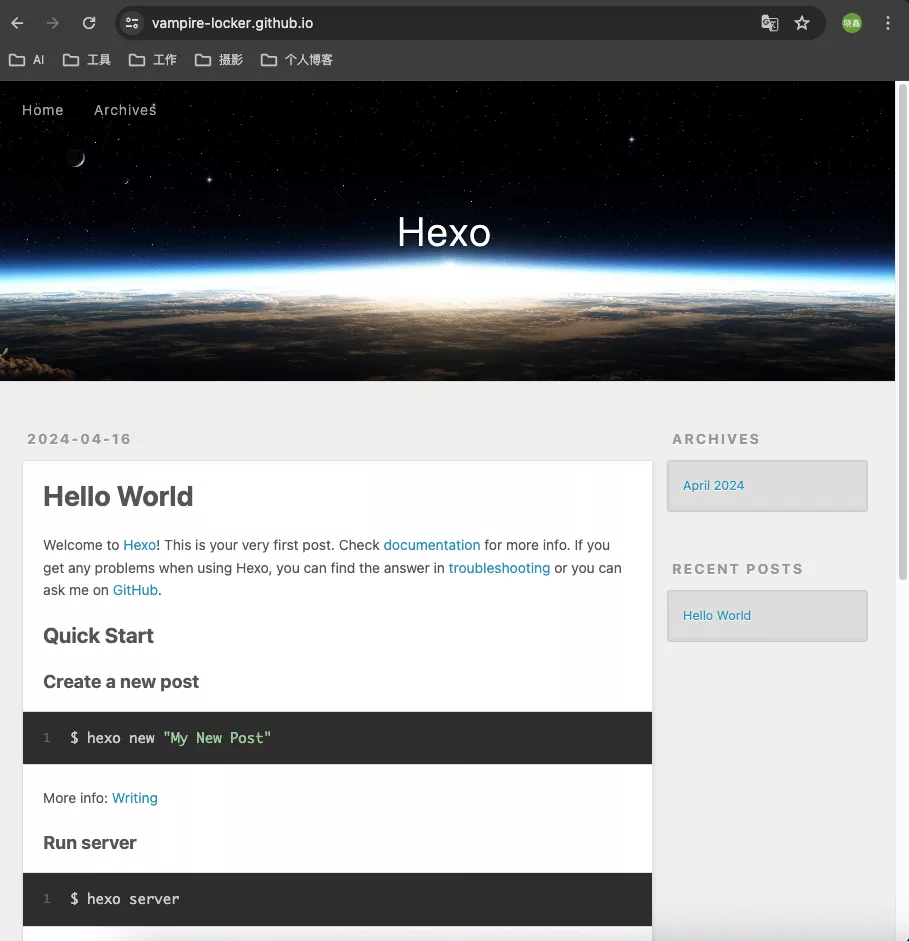 vampire-locker.github.io
晓鑫
AI 工具 工作 摄影 个人博客
Home Archives
Hexo
2024-04-16
Hello World
Welcome to Hexo! This is your very first post. Check documentation for more info. If you
get any problems when using Hexo, you can find the answer in troubleshooting or you can
ask me on GitHub.
Quick Start
Create a new post
1 $ hexo new "My New Post"
More info: Writing
Run server
1 $ hexo server
ARCHIVES
April 2024
RECENT POSTS
Hello World